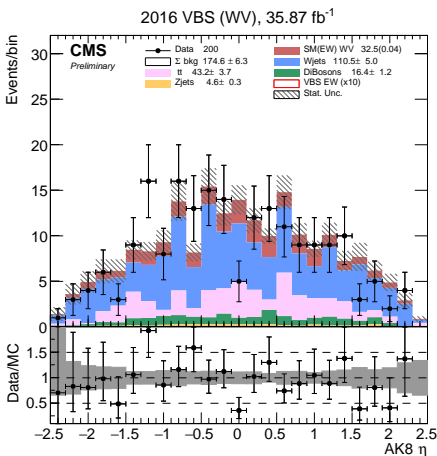 2016 VBS (WV), 35.87 fb⁻¹
Events/bin
CMS
Preliminary
Data 200
Σ bkg 174.6 ± 6.3
tt 43.2± 3.7
Zjets 4.6± 0.3
SM(EW) WV 32.5(0.04)
Wjets 110.5± 5.0
DiBosons 16.4± 1.2
VBS EW (x10)
Stat. Unc.
30
25
20
15
10
5
0
Data/MC
1.5
1
0.5
−2.5 −2 −1.5 −1 −0.5 0 0.5 1 1.5 2 2.5
AK8 η